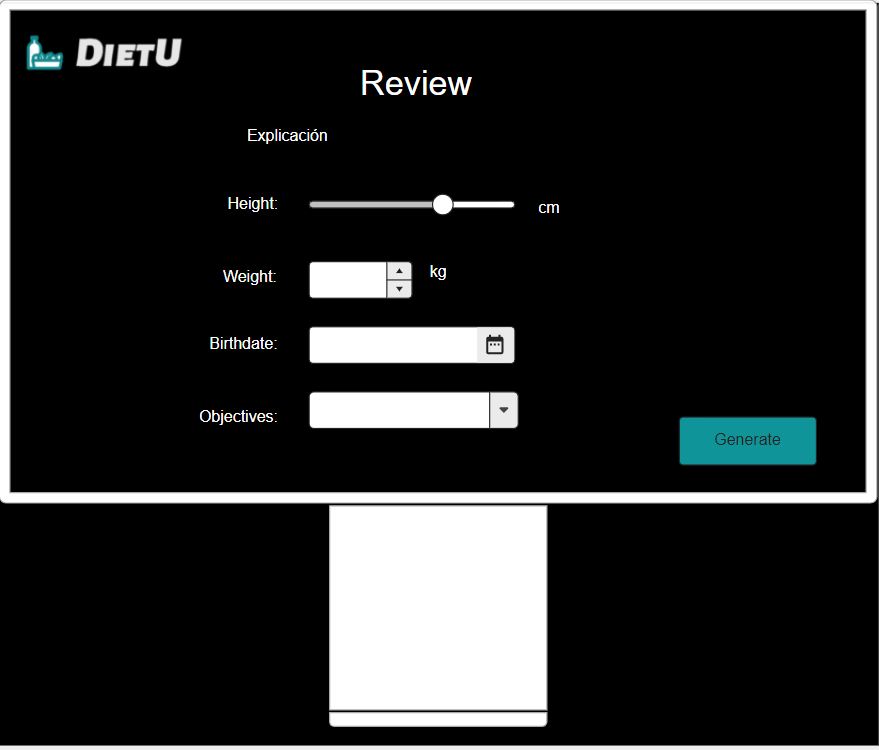 DIETU
Review
Explicación
Height:
cm
Weight:
kg
Birthdate:
Objectives:
Generate